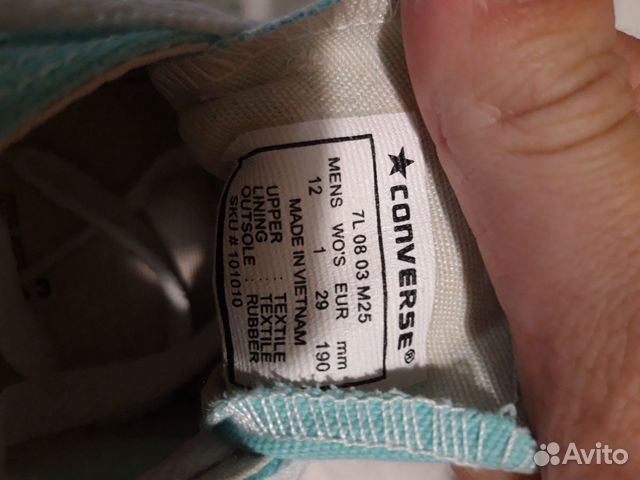 CONVERSE®
7L 08 03 M25
MENS WO'S EUR mm
12 1 29 190
MADE IN VIETNAM
UPPER : TEXTILE
LINING : TEXTILE
OUTSOLE : RUBBER
SKU # 101010
Avito